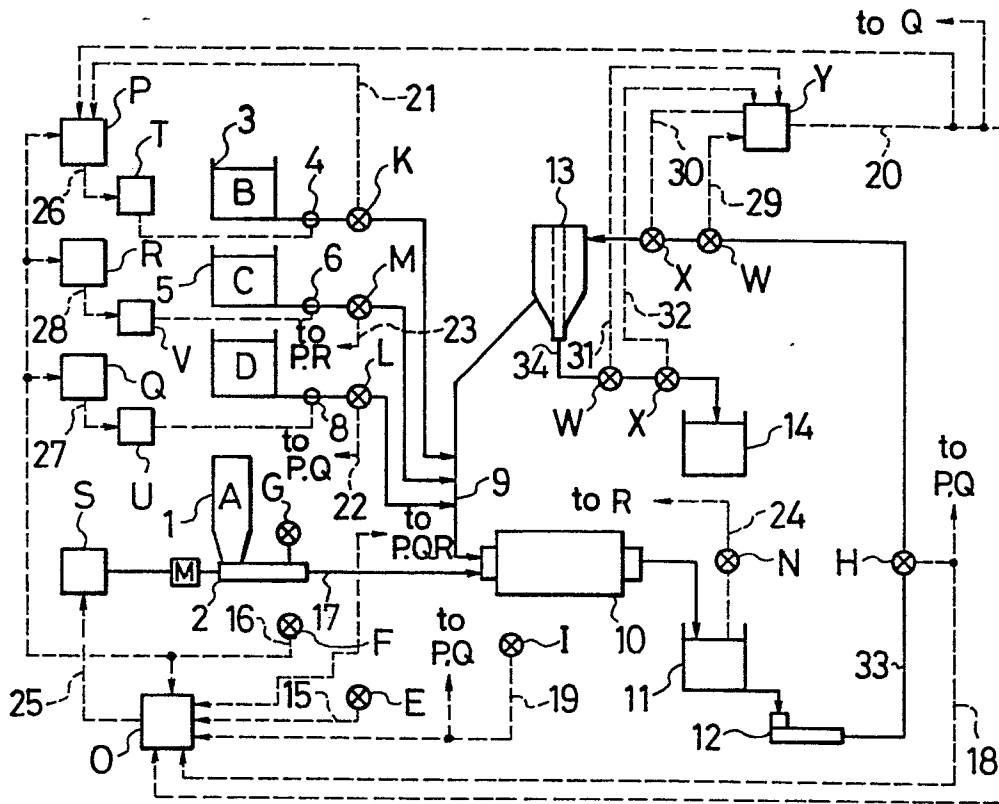 to Q
P
21
Y
T
3
4
K
13
30
20
26
B
29
R
6
M
X
W
5
C
32
28
V
to
P.R
23
34
31
Q
D
L
W
X
14
27
U
8
to
P.Q
22
9
to R
to
P.Q
S
1
A
G
to
P.QR
24
M
N
H
2
17
10
16
F
to
P.Q
I
11
33
25
15
E
19
12
O
18